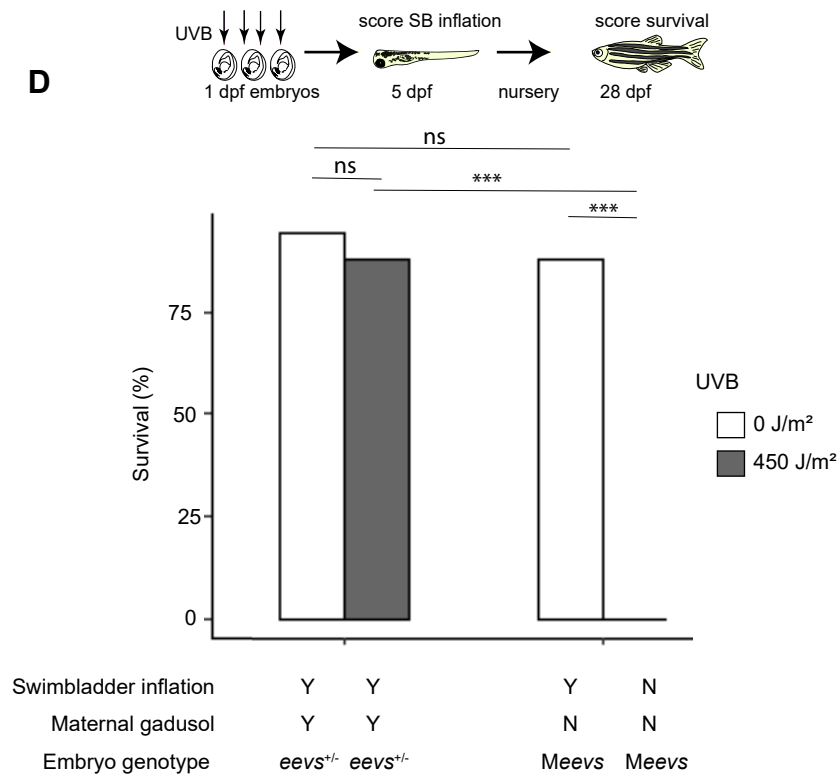 score SB inflation score survival
UVB
D
1 dpf embryos 5 dpf nursery 28 dpf
ns
ns
***
***
75
50
25
0
Survival (%)
UVB
0 J/m²
450 J/m²
Swimbladder inflation Y Y Y N
Maternal gadusol Y Y N N
Embryo genotype eevs+/- eevs+/- Meevs Meevs